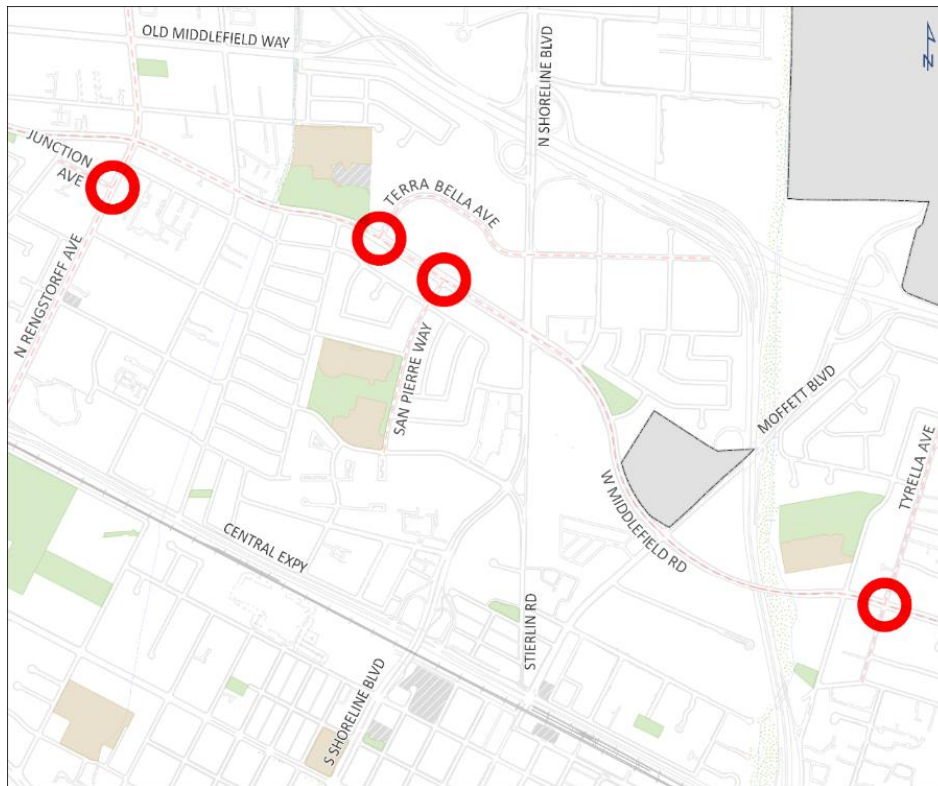 OLD MIDDLEFIELD WAY
N SHORELINE BLVD
JUNCTION
AVE
TERRA BELLA AVE
N RENGSTORFF AVE
SAN PIERRE WAY
MOFFETT BLVD
TYRELLA AVE
W MIDDLEFIELD RD
CENTRAL EXPY
STIERLIN RD
S SHORELINE BLVD